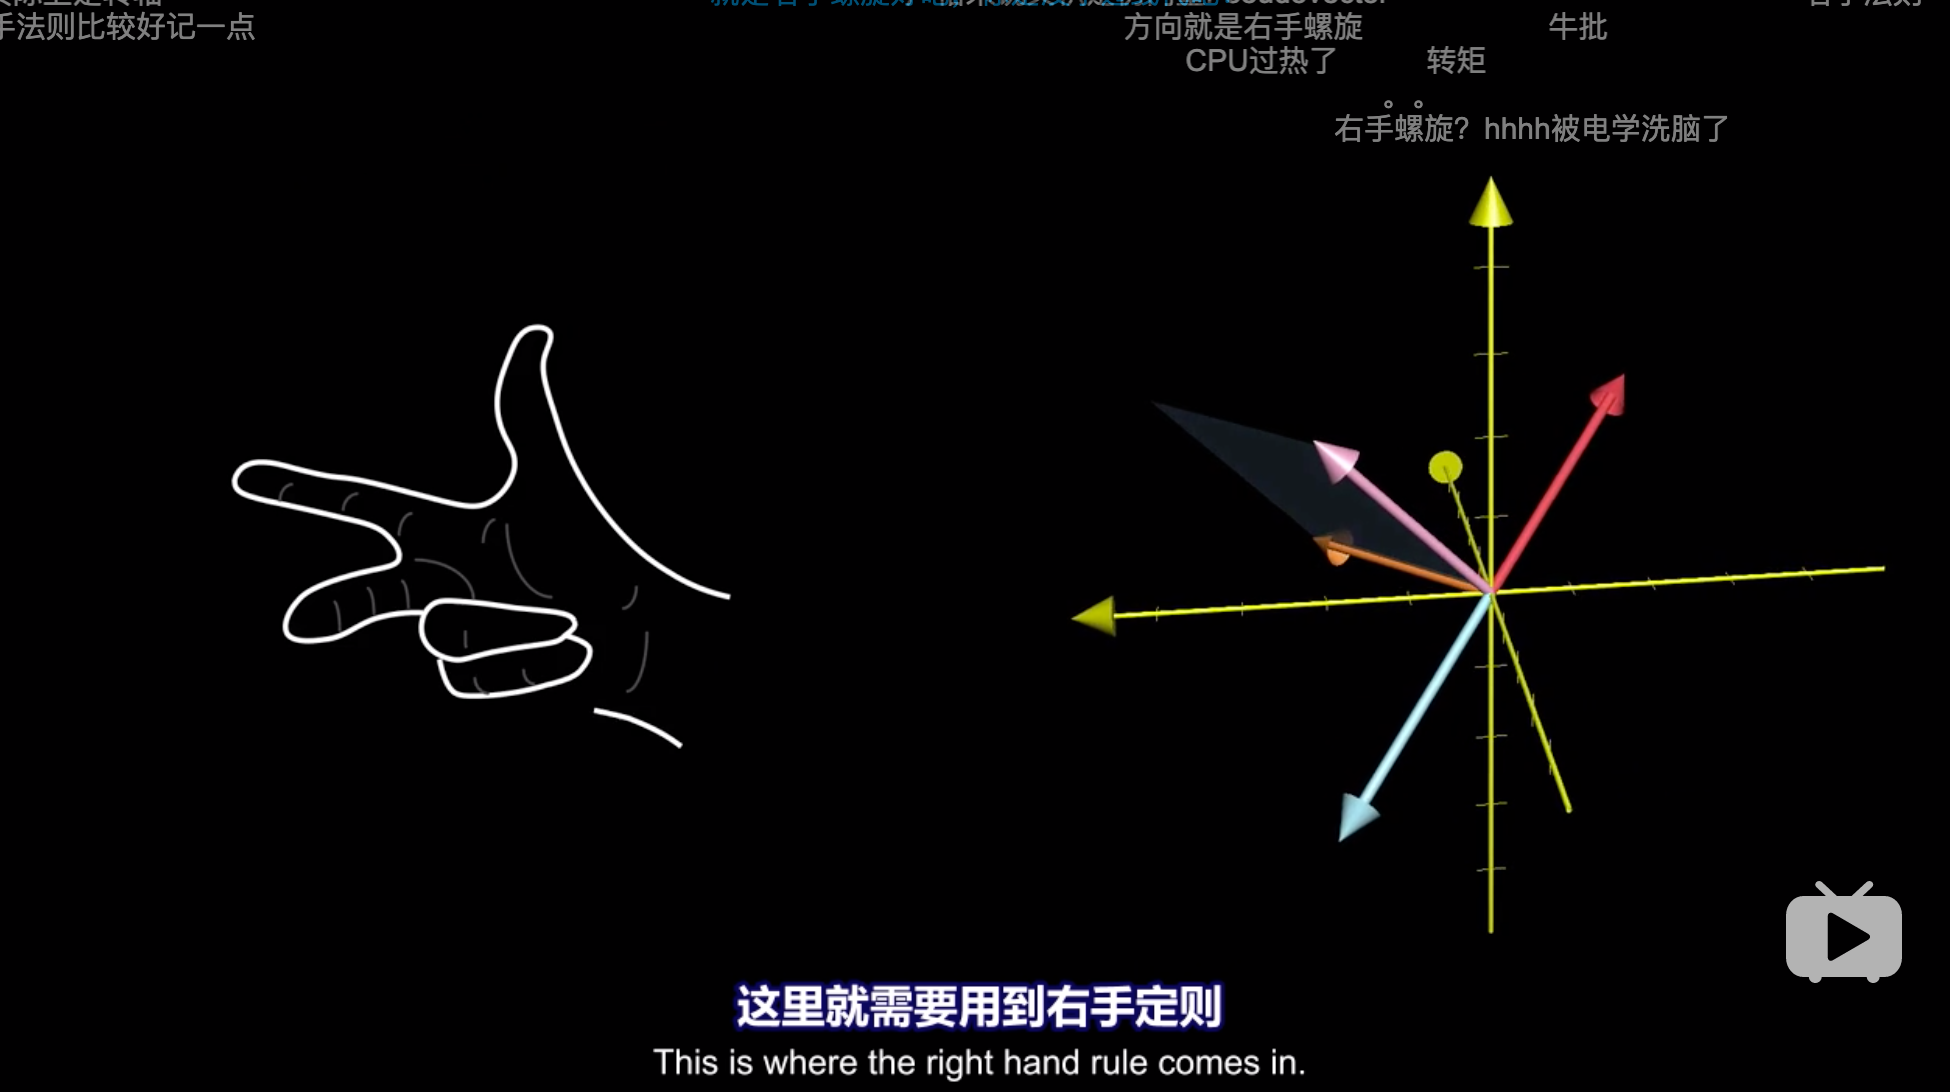 手法则比较好记一点
方向就是右手螺旋
牛批
CPU过热了
转矩
右手螺旋？hhhh被电学洗脑了
这里就需要用到右手定则
This is where the right hand rule comes in.